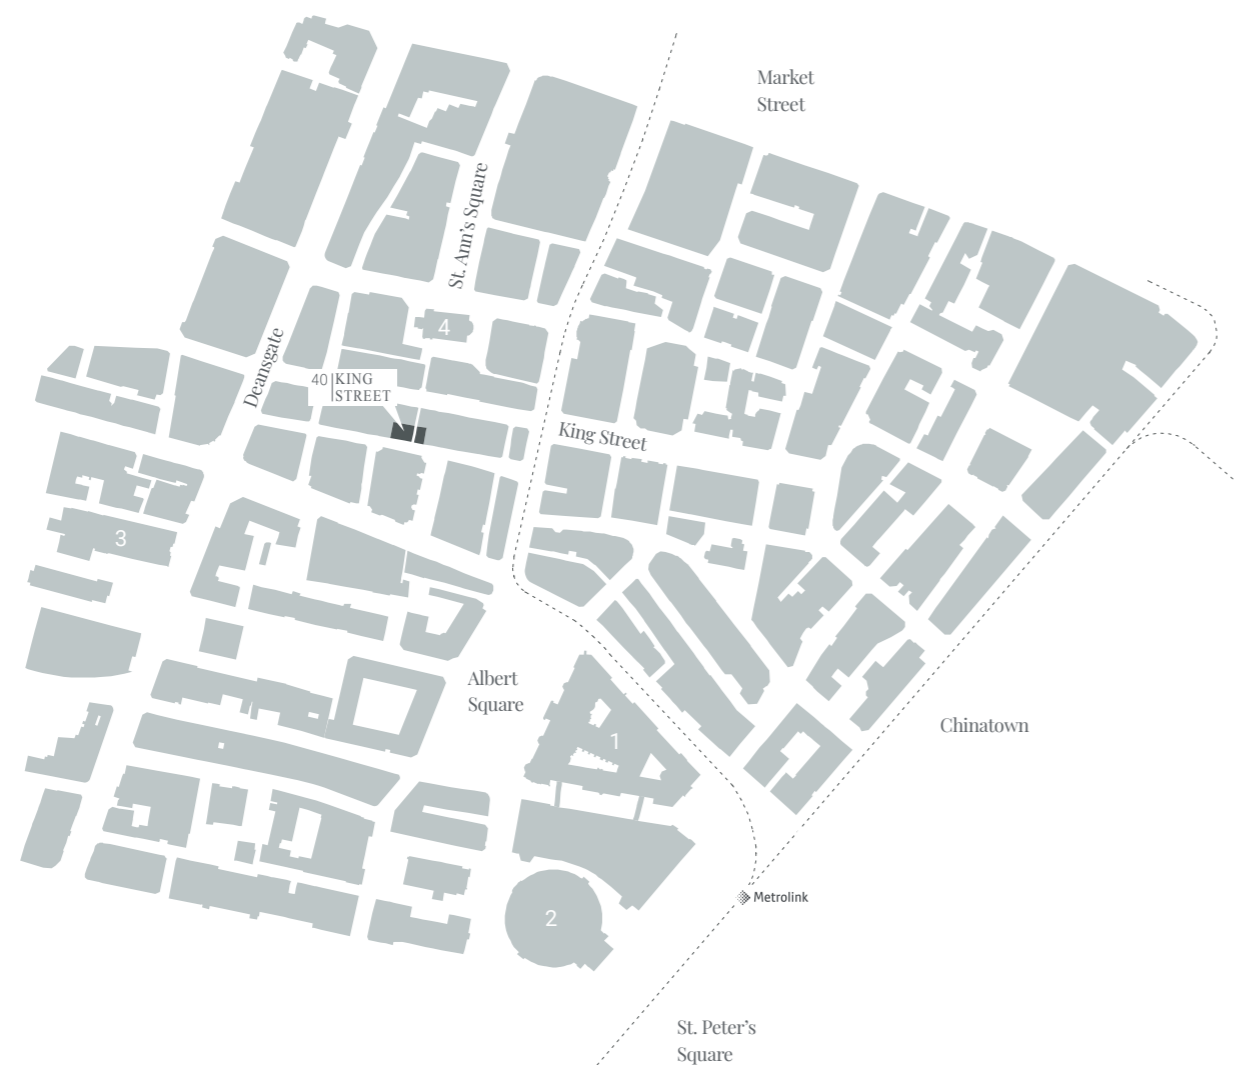 Market
Street
St. Ann’s Square
4
Deansgate
40 KING
STREET
King Street
3
Albert
Square
1
Chinatown
Metrolink
2
St. Peter’s
Square